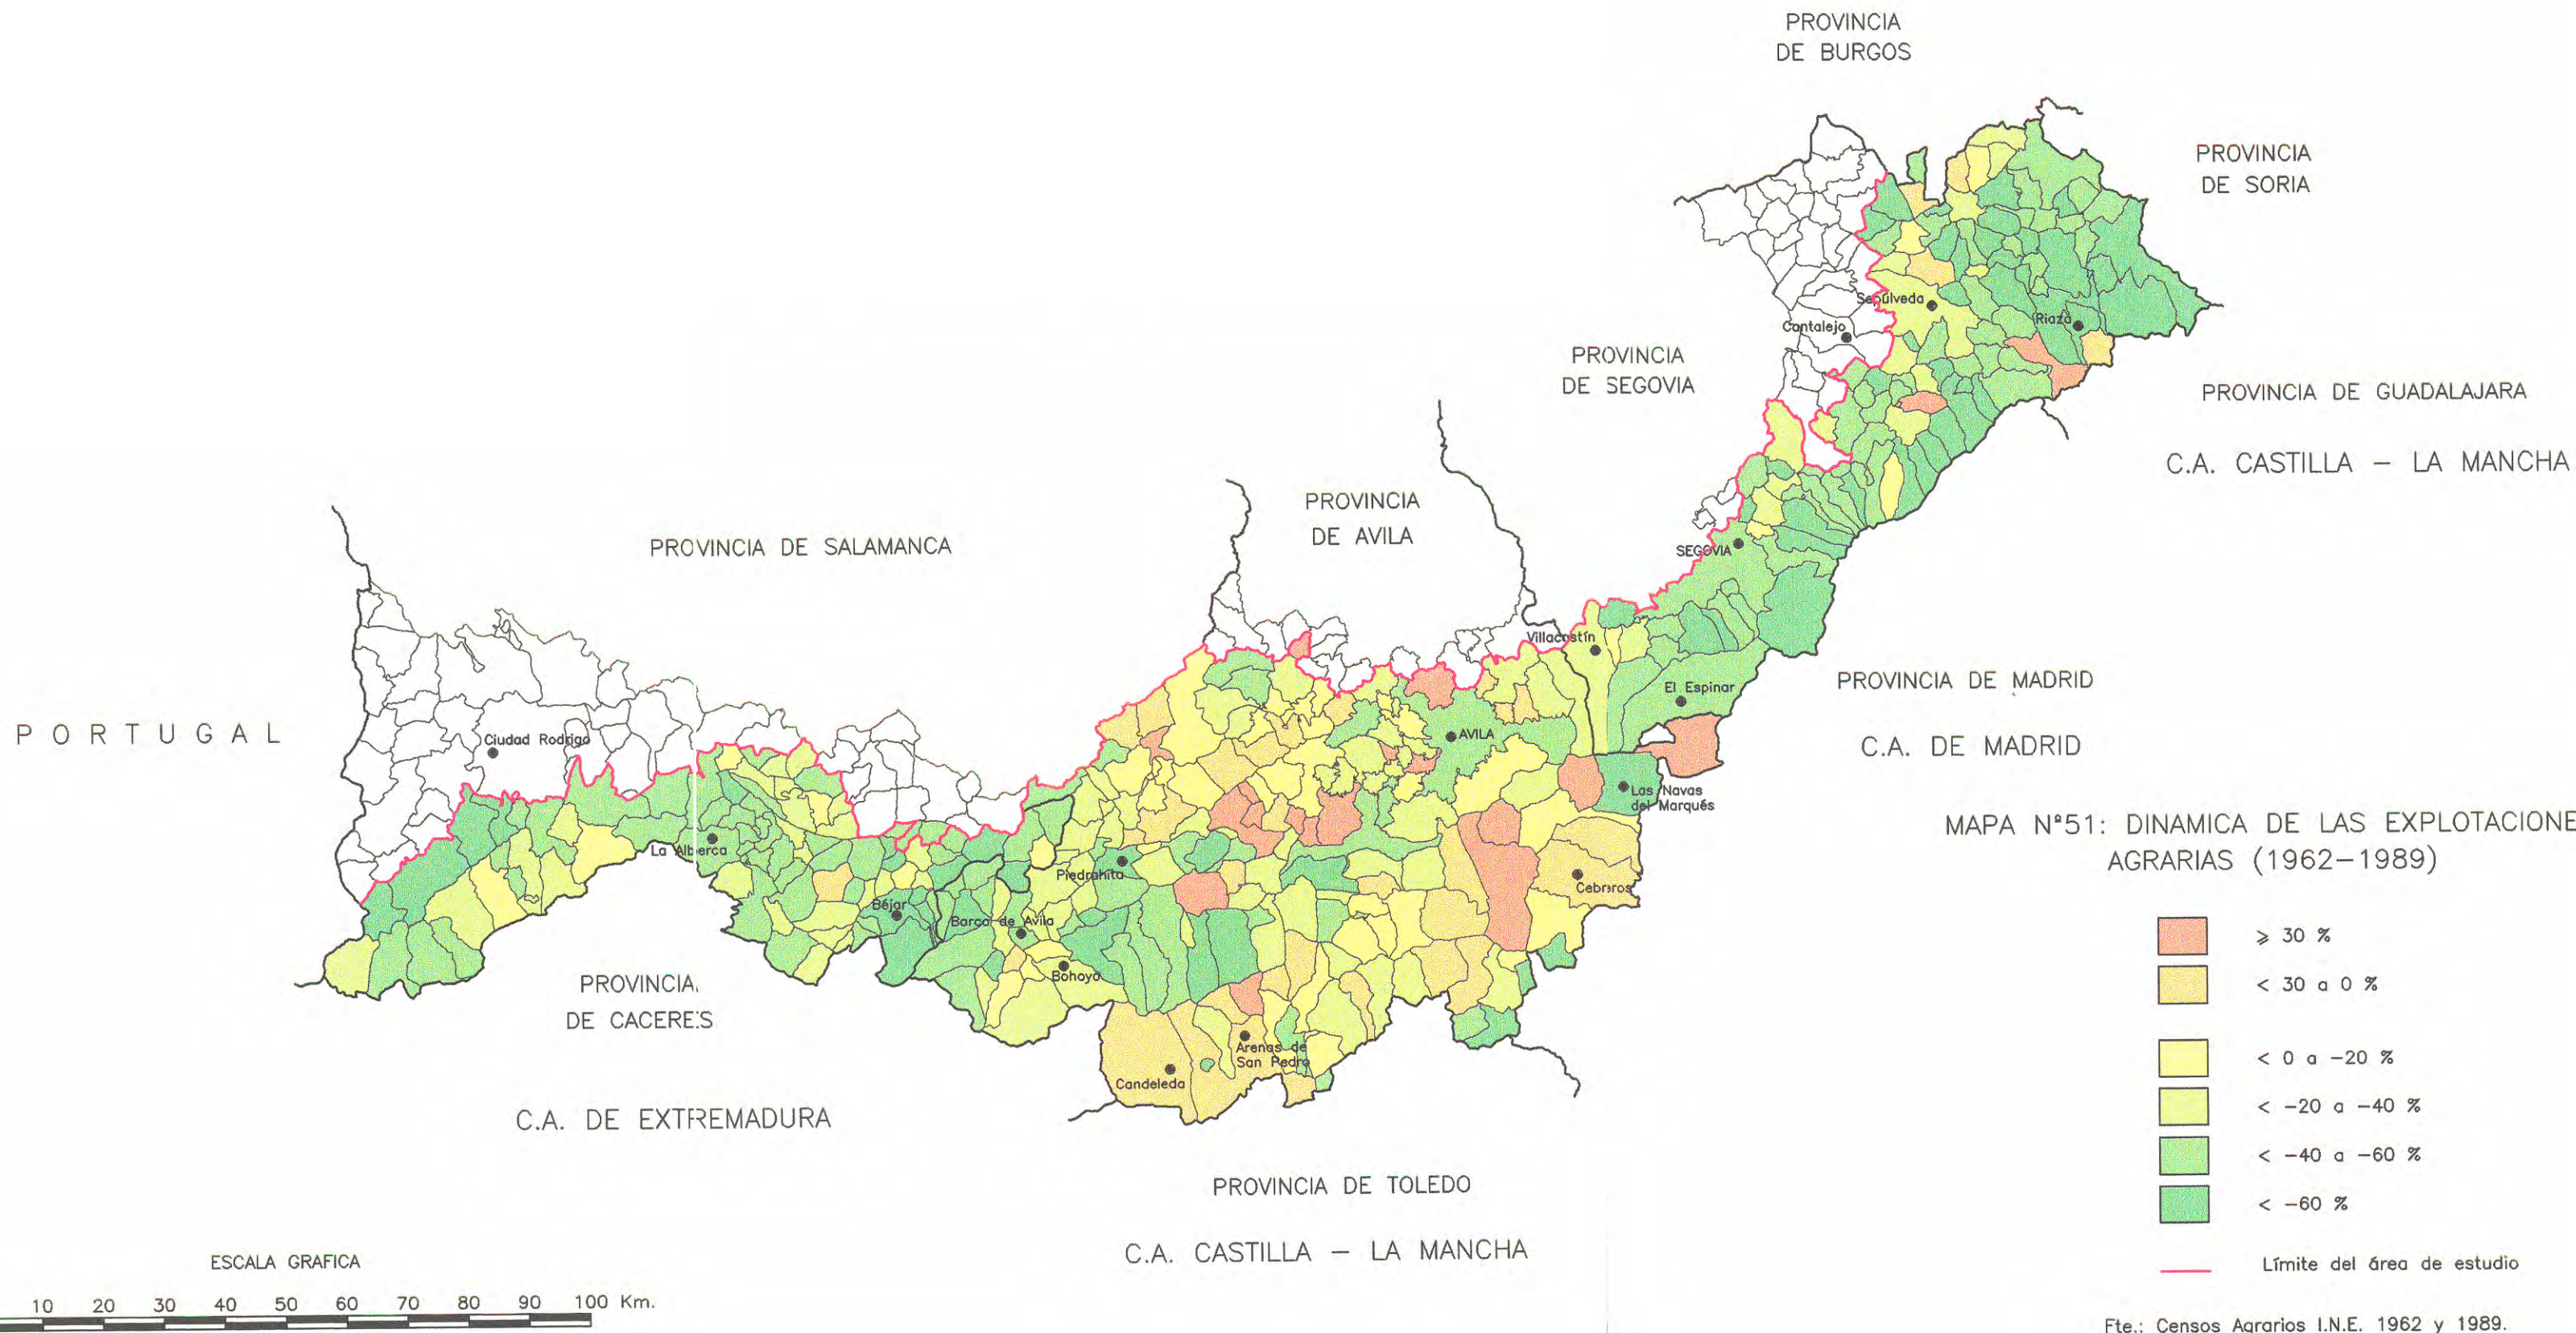 PROVINCIA
DE BURGOS
PROVINCIA
DE SORIA
PROVINCIA
DE SEGOVIA
Sepúlveda
Cantalejo
Riaza
PROVINCIA DE GUADALAJARA
C.A. CASTILLA – LA MANCHA
PROVINCIA
DE AVILA
PROVINCIA DE SALAMANCA
SEGOVIA
Villacastín
El Espinar
PROVINCIA DE MADRID
C.A. DE MADRID
PORTUGAL
Ciudad Rodrigo
AVILA
Las Navas
del Marqués
La Alberca
Piedrahita
Cebreros
Béjar
Barco de Avila
Bohoyo
PROVINCIA
DE CACERES
Arenas de
San Pedro
Candeleda
C.A. DE EXTREMADURA
PROVINCIA DE TOLEDO
C.A. CASTILLA – LA MANCHA
MAPA Nº51: DINAMICA DE LAS EXPLOTACIONE
AGRARIAS (1962–1989)
⩾ 30 %
< 30 a 0 %
< 0 a –20 %
< –20 a –40 %
< –40 a –60 %
< –60 %
Límite del área de estudio
Fte.: Censos Agrarios I.N.E. 1962 y 1989.
ESCALA GRAFICA
10 20 30 40 50 60 70 80 90 100 Km.